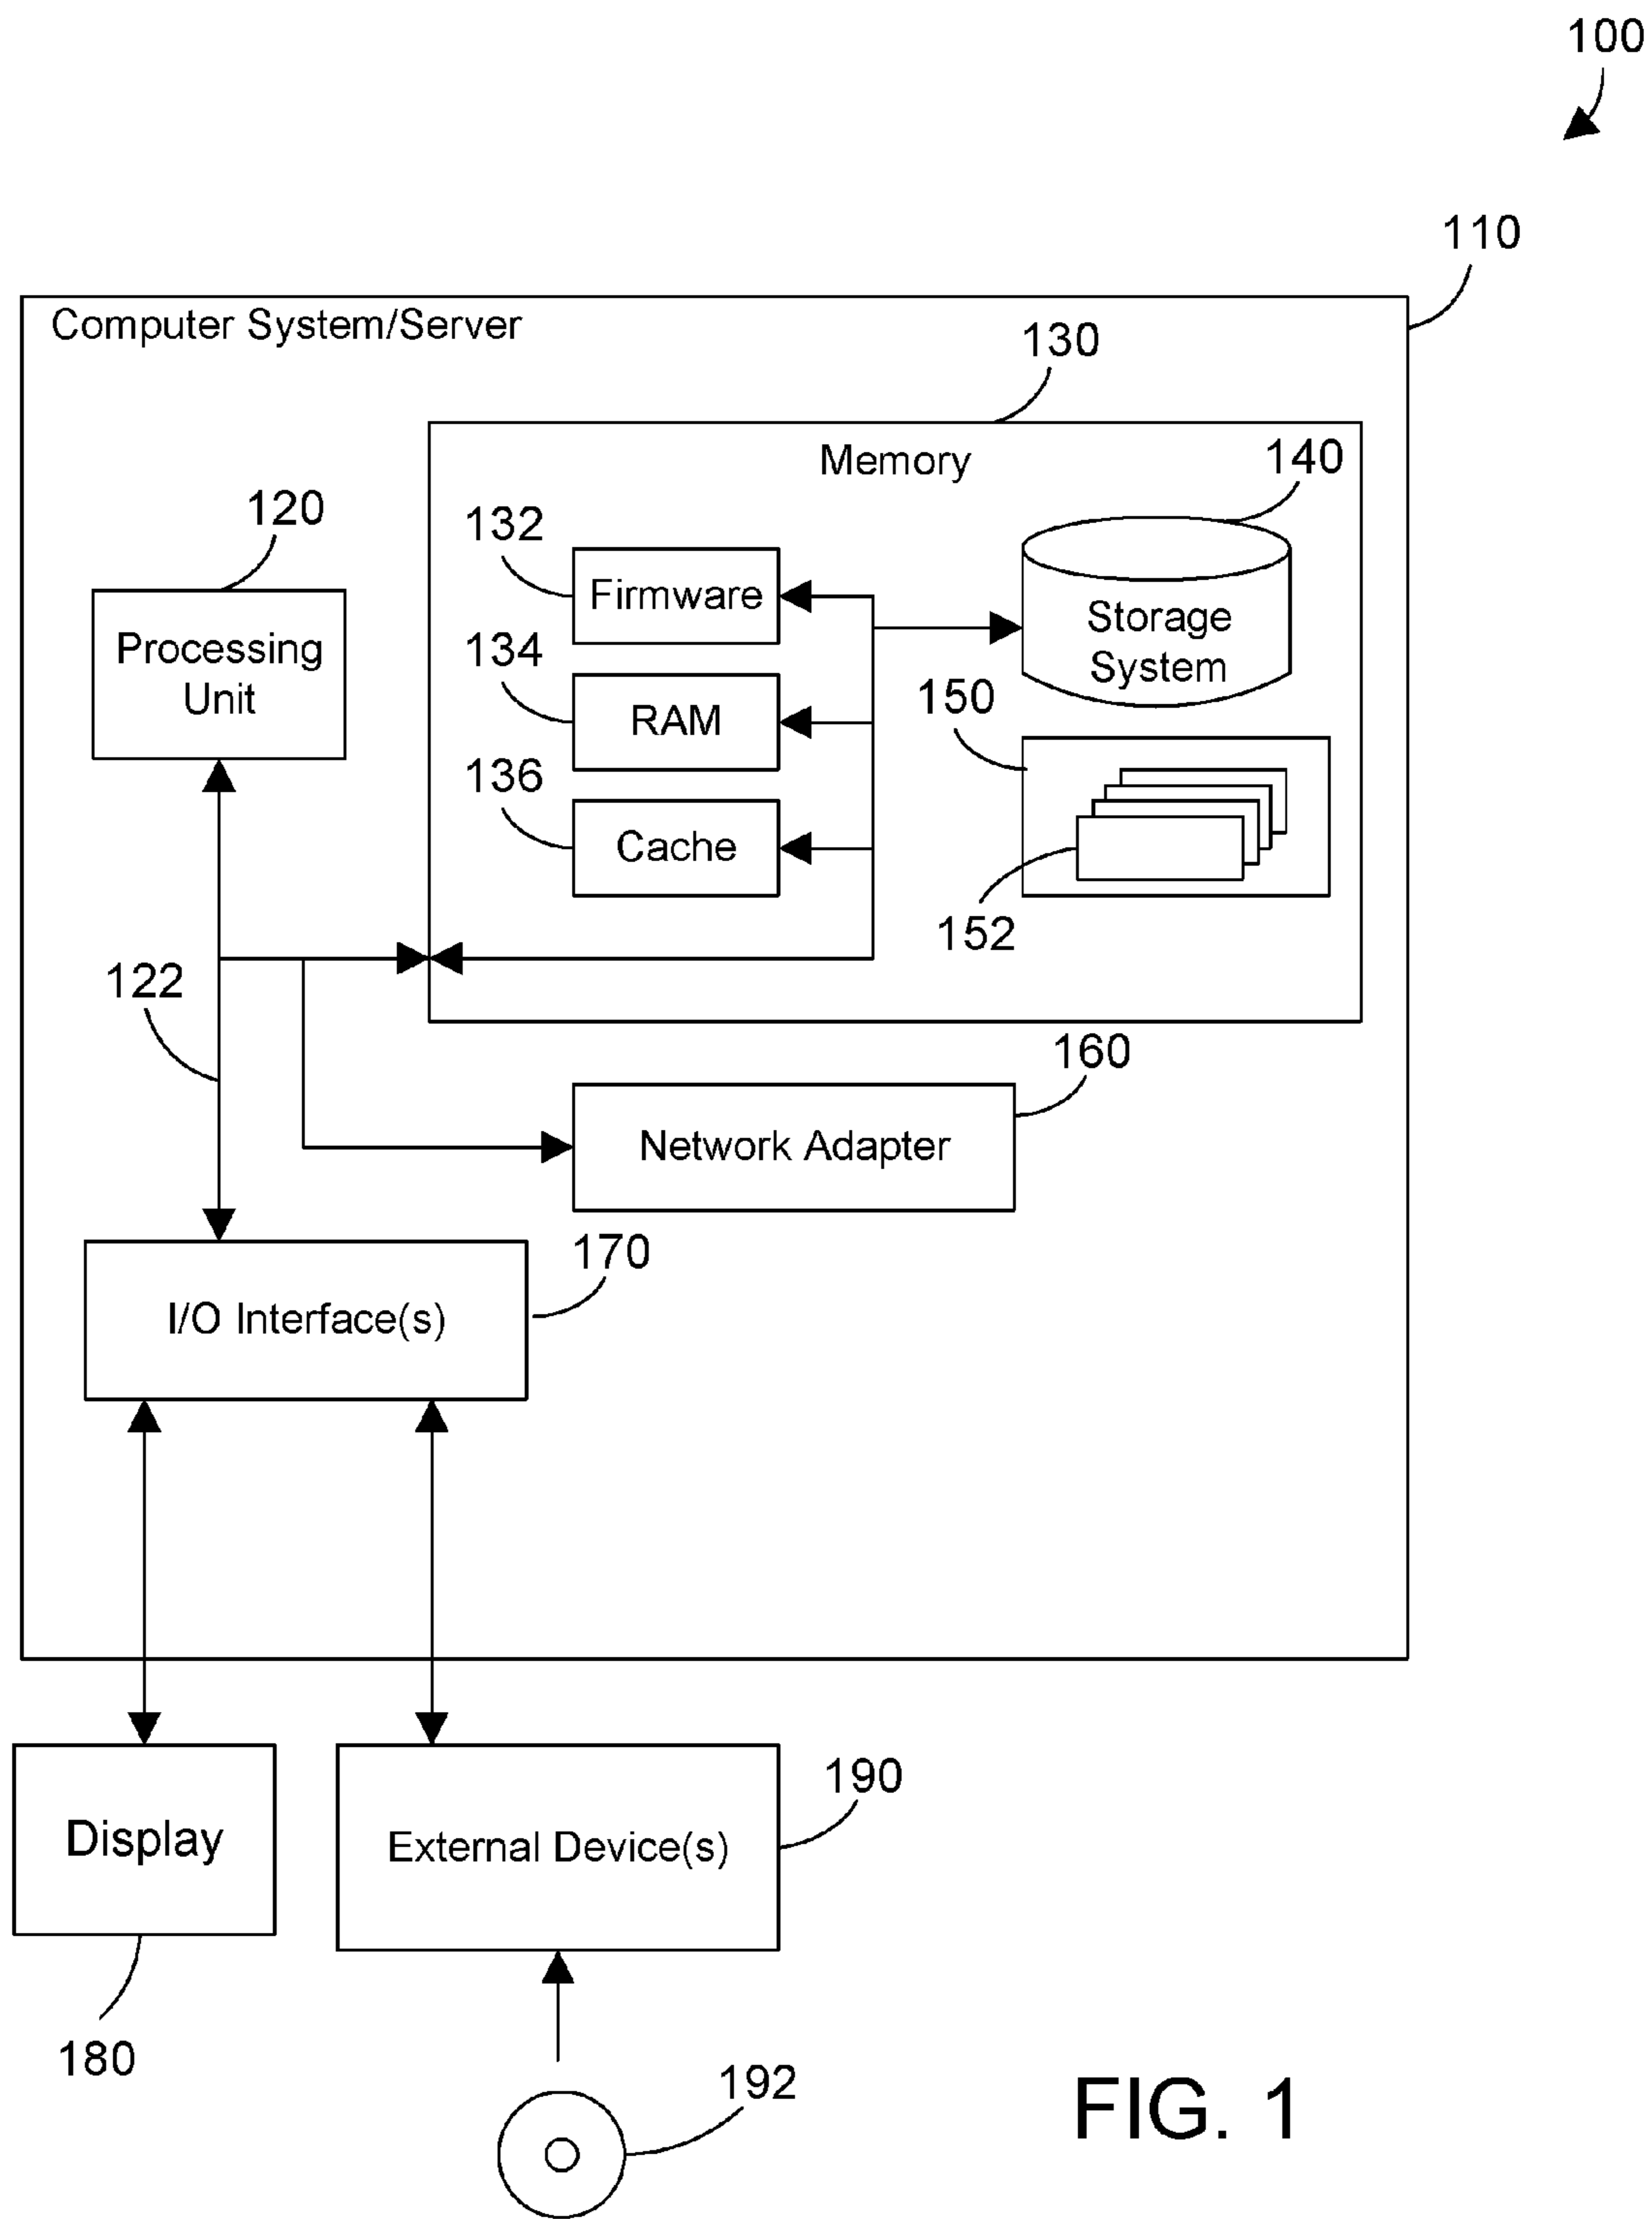 100
110
Computer System/Server
130
Memory
140
120
132
Firmware
Storage
System
Processing
Unit
134
RAM
150
136
Cache
152
122
160
Network Adapter
170
I/O Interface(s)
190
Display
External Device(s)
180
192
FIG. 1